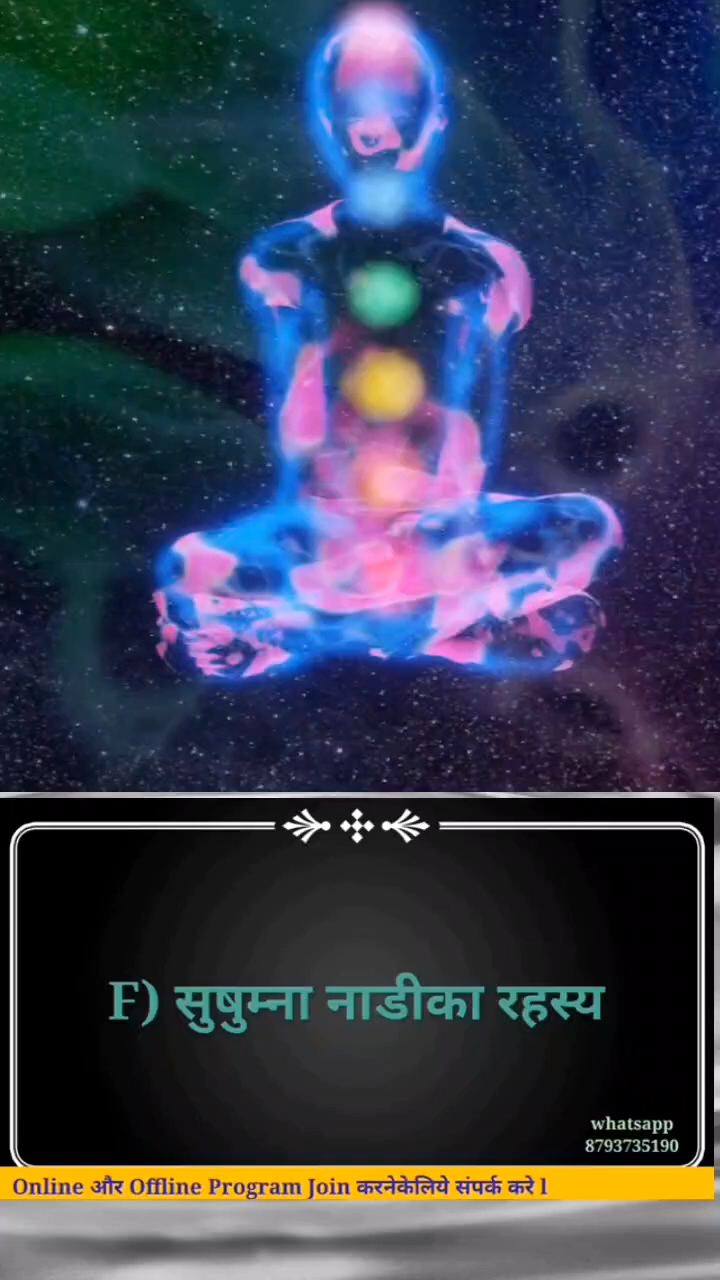 F) सुषुम्ना नाडीका रहस्य
whatsapp
8793735190
Online और Offline Program Join करनेकेलिये संपर्क करे l